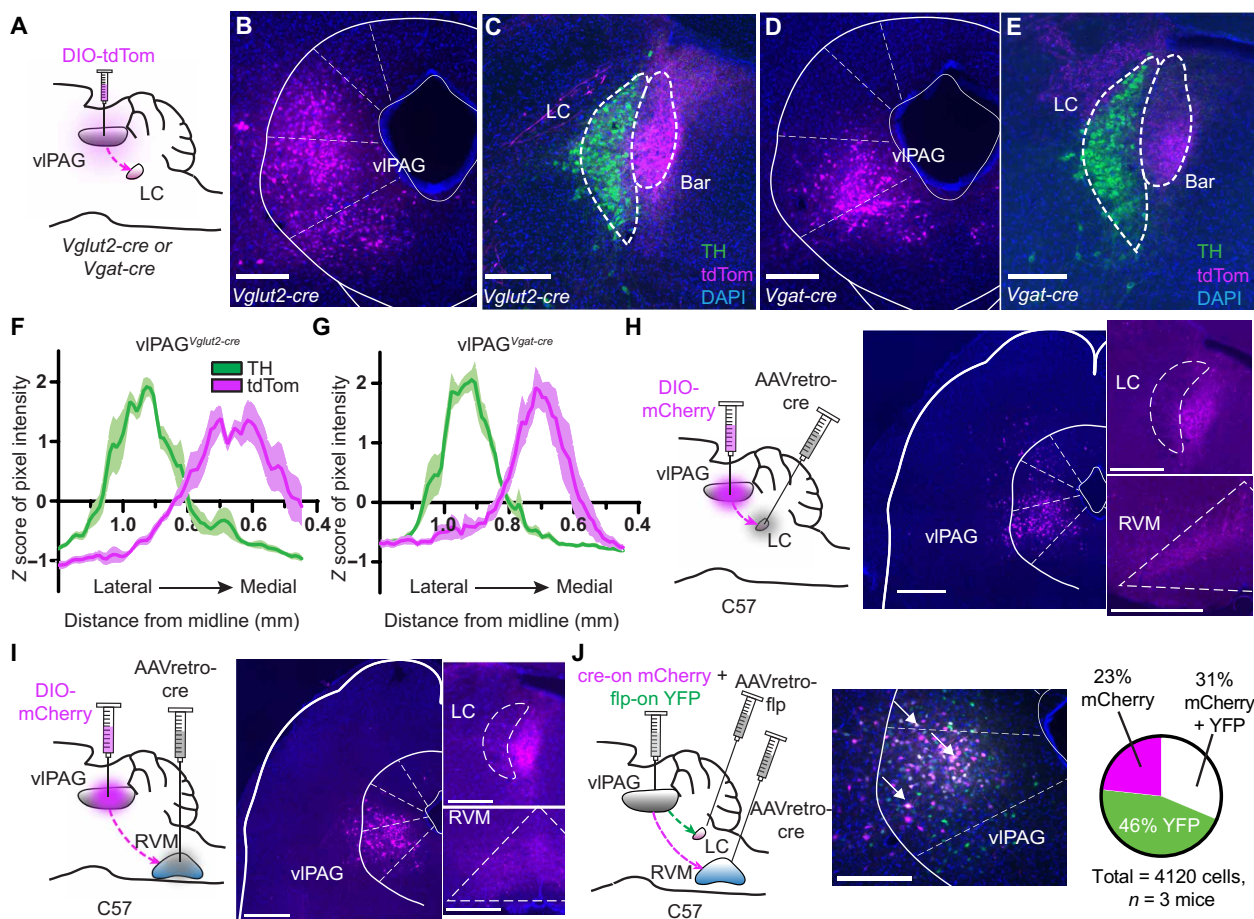 A
DIO-tdTom
vlPAG
LC
Vglut2-cre or
Vgat-cre
B
vlPAG
Vglut2-cre
C
LC
Bar
TH
tdTom
DAPI
Vglut2-cre
D
vlPAG
Vgat-cre
E
LC
Bar
TH
tdTom
DAPI
Vgat-cre
F
vlPAGVglut2-cre
TH
tdTom
Z score of pixel intensity
2
1
0
–1
1.0
0.8
0.6
0.4
Lateral
Medial
Distance from midline (mm)
G
vlPAGVgat-cre
Z score of pixel intensity
2
1
0
–1
1.0
0.8
0.6
0.4
Lateral
Medial
Distance from midline (mm)
H
DIO-
mCherry
AAVretro-
cre
vlPAG
LC
C57
vlPAG
LC
RVM
I
DIO-
mCherry
AAVretro-
cre
vlPAG
RVM
C57
vlPAG
LC
RVM
J
cre-on mCherry +
flp-on YFP
AAVretro-
flp
vlPAG
AAVretro-
cre
LC
RVM
C57
vlPAG
23%
mCherry
31%
mCherry
+ YFP
46% YFP
Total = 4120 cells,
n = 3 mice